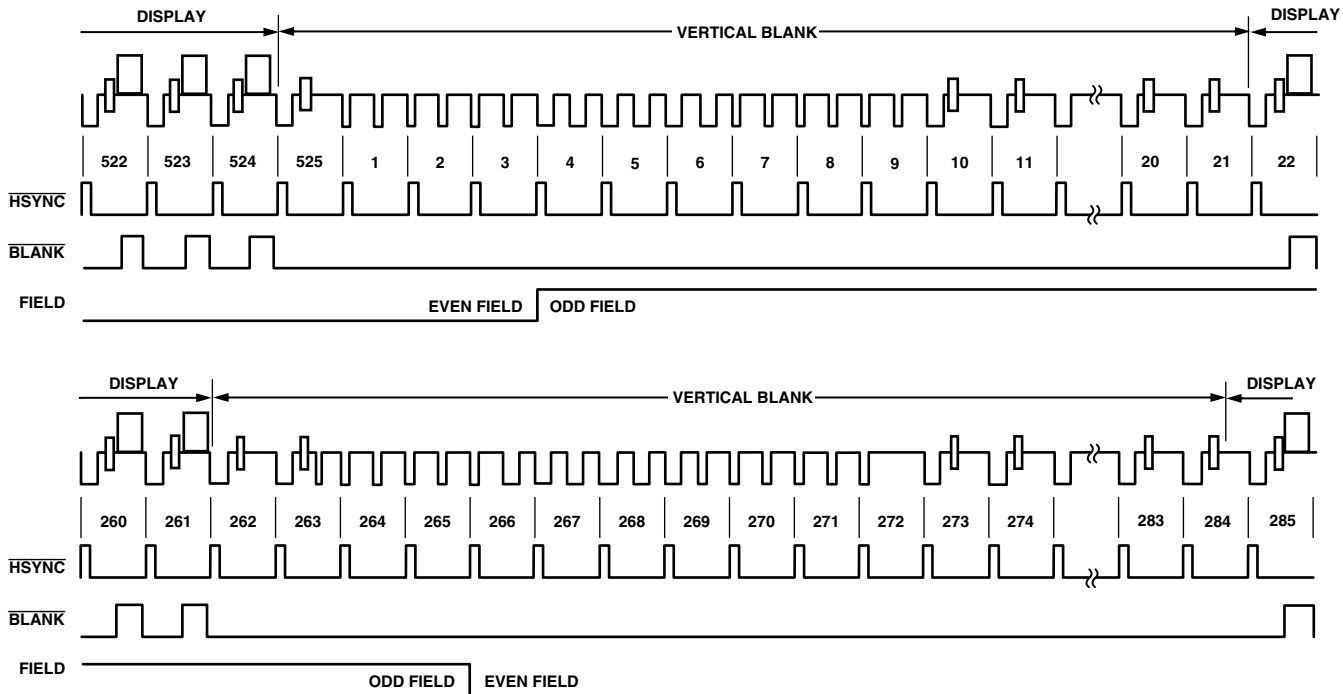 DISPLAY VERTICAL BLANK DISPLAY
522 523 524 525 1 2 3 4 5 6 7 8 9 10 11 20 21 22
HSYNC
BLANK
FIELD EVEN FIELD ODD FIELD
DISPLAY VERTICAL BLANK DISPLAY
260 261 262 263 264 265 266 267 268 269 270 271 272 273 274 283 284 285
HSYNC
BLANK
FIELD ODD FIELD EVEN FIELD